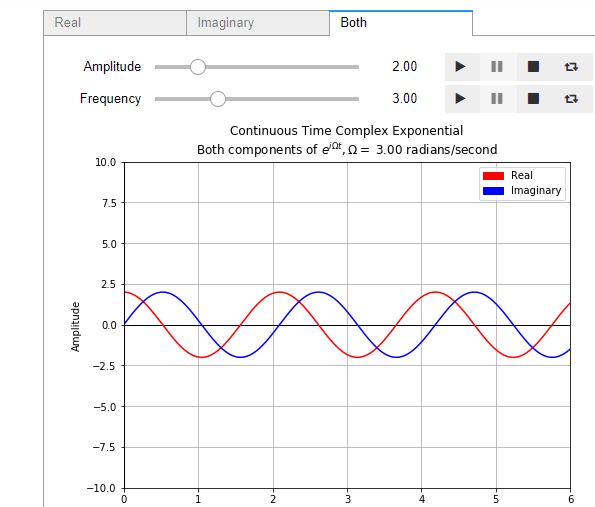 Real Imaginary Both
Amplitude 2.00
Frequency 3.00
Continuous Time Complex Exponential
Both components of e^{jΩt}, Ω = 3.00 radians/second
10.0
7.5
5.0
2.5
0.0
−2.5
−5.0
−7.5
−10.0
Amplitude
Real
Imaginary
0 1 2 3 4 5 6